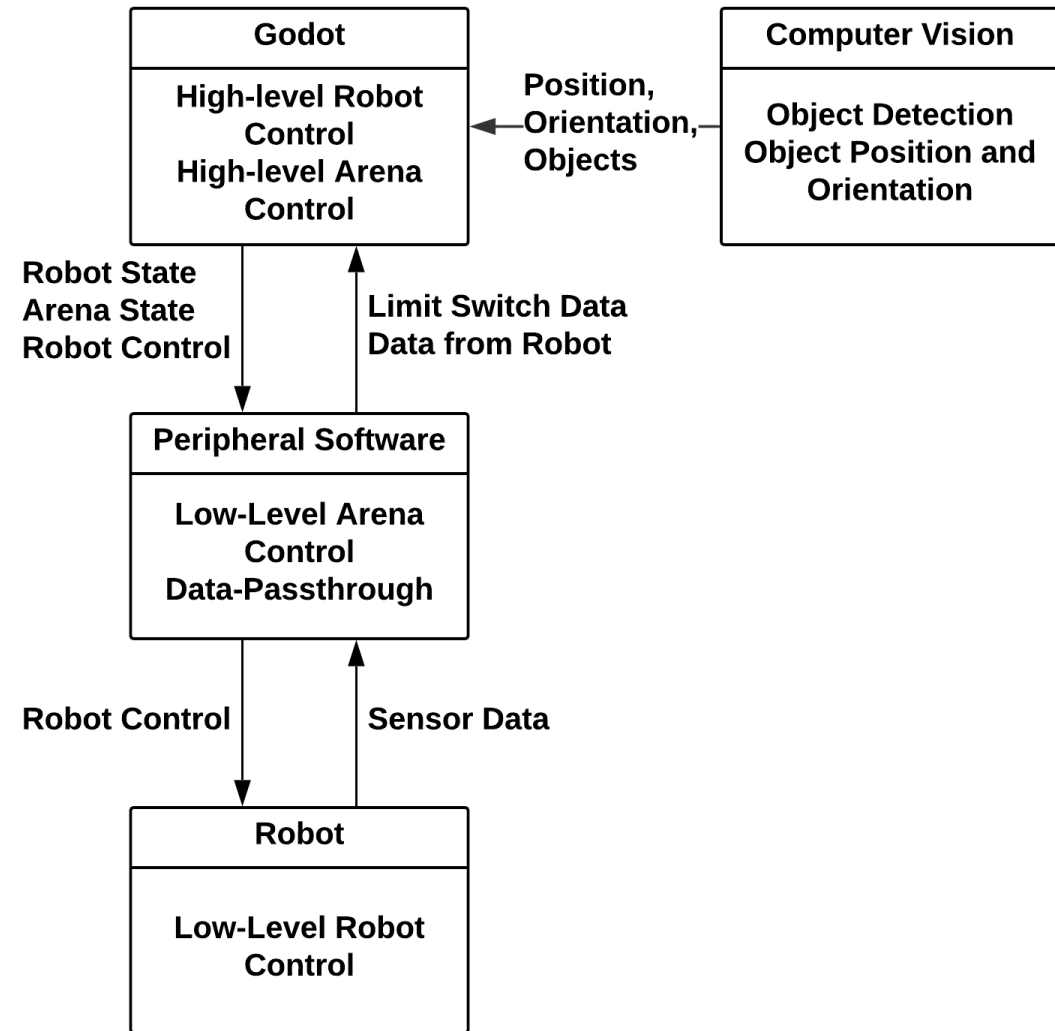 Godot
High-level Robot
Control
High-level Arena
Control
Position,
Orientation,
Objects
Computer Vision
Object Detection
Object Position and
Orientation
Robot State
Arena State
Robot Control
Limit Switch Data
Data from Robot
Peripheral Software
Low-Level Arena
Control
Data-Passthrough
Robot Control
Sensor Data
Robot
Low-Level Robot
Control